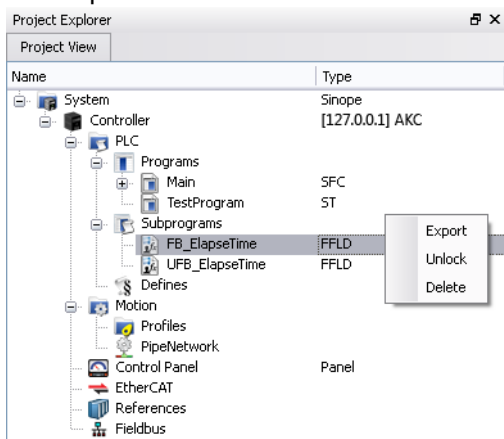 Project Explorer
Project View
Name Type
System Sinope
Controller [127.0.0.1] AKC
PLC
Programs
Main SFC
TestProgram ST
Subprograms
FB_ElapseTime FFLD
UFB_ElapseTime FFLD
Defines
Motion
Profiles
PipeNetwork
Control Panel Panel
EtherCAT
References
Fieldbus
Export
Unlock
Delete